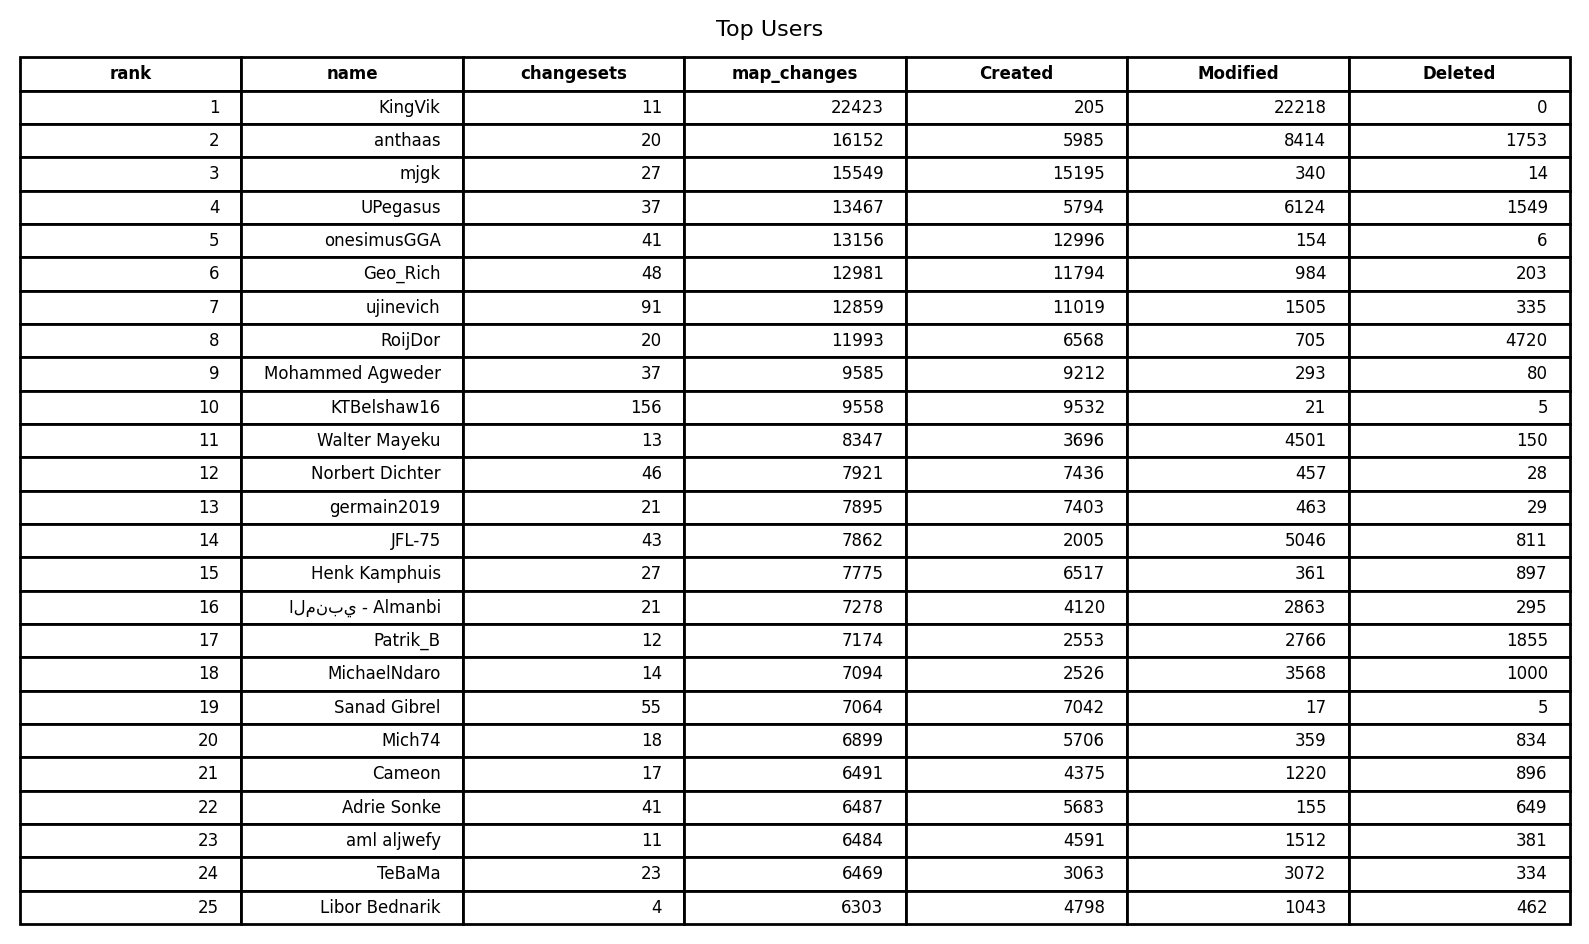 Top Users
rank name changesets map_changes Created Modified Deleted
1 KingVik 11 22423 205 22218 0
2 anthaas 20 16152 5985 8414 1753
3 mjgk 27 15549 15195 340 14
4 UPegasus 37 13467 5794 6124 1549
5 onesimusGGA 41 13156 12996 154 6
6 Geo_Rich 48 12981 11794 984 203
7 ujinevich 91 12859 11019 1505 335
8 RoijDor 20 11993 6568 705 4720
9 Mohammed Agweder 37 9585 9212 293 80
10 KTBelshaw16 156 9558 9532 21 5
11 Walter Mayeku 13 8347 3696 4501 150
12 Norbert Dichter 46 7921 7436 457 28
13 germain2019 21 7895 7403 463 29
14 JFL-75 43 7862 2005 5046 811
15 Henk Kamphuis 27 7775 6517 361 897
16 المنبي - Almanbi 21 7278 4120 2863 295
17 Patrik_B 12 7174 2553 2766 1855
18 MichaelNdaro 14 7094 2526 3568 1000
19 Sanad Gibrel 55 7064 7042 17 5
20 Mich74 18 6899 5706 359 834
21 Cameon 17 6491 4375 1220 896
22 Adrie Sonke 41 6487 5683 155 649
23 aml aljwefy 11 6484 4591 1512 381
24 TeBaMa 23 6469 3063 3072 334
25 Libor Bednarik 4 6303 4798 1043 462